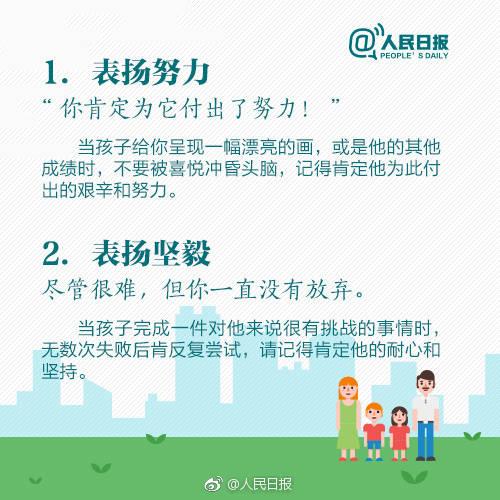 @人民日报
PEOPLE'S DAILY
1. 表扬努力
“你肯定为它付出了努力！”
当孩子给你呈现一幅漂亮的画，或是他的其他
成绩时，不要被喜悦冲昏头脑，记得肯定他为此付
出的艰辛和努力。
2. 表扬坚毅
尽管很难，但你一直没有放弃。
当孩子完成一件对他来说很有挑战的事情时，
无数次失败后肯反复尝试，请记得肯定他的耐心和
坚持。
@人民日报